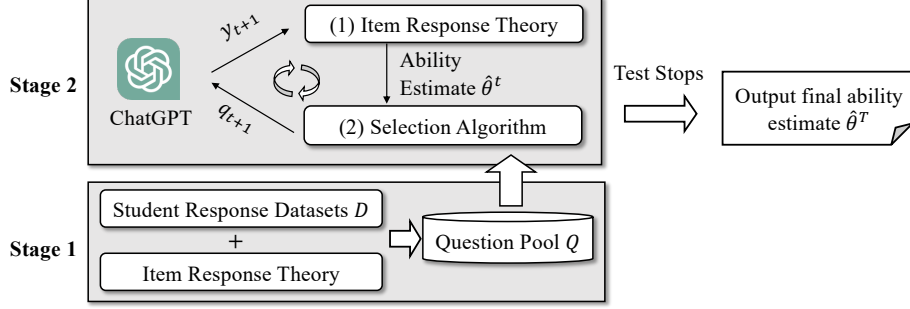 Stage 2
ChatGPT
y_{t+1}
q_{t+1}
(1) Item Response Theory
Ability
Estimate θ̂^t
(2) Selection Algorithm
Test Stops
Output final ability
estimate θ̂^T
Stage 1
Student Response Datasets D
+
Item Response Theory
Question Pool Q